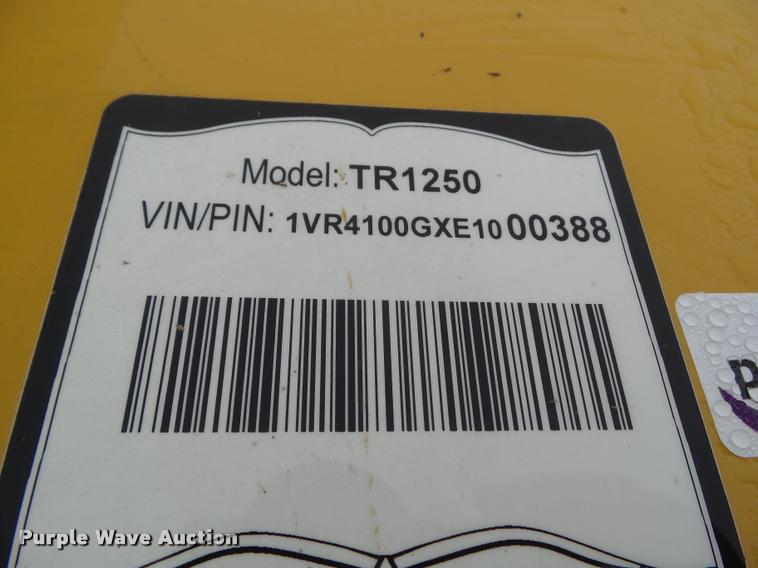 Model: TR1250
VIN/PIN: 1VR4100GXE1000388
P
Purple Wave Auction